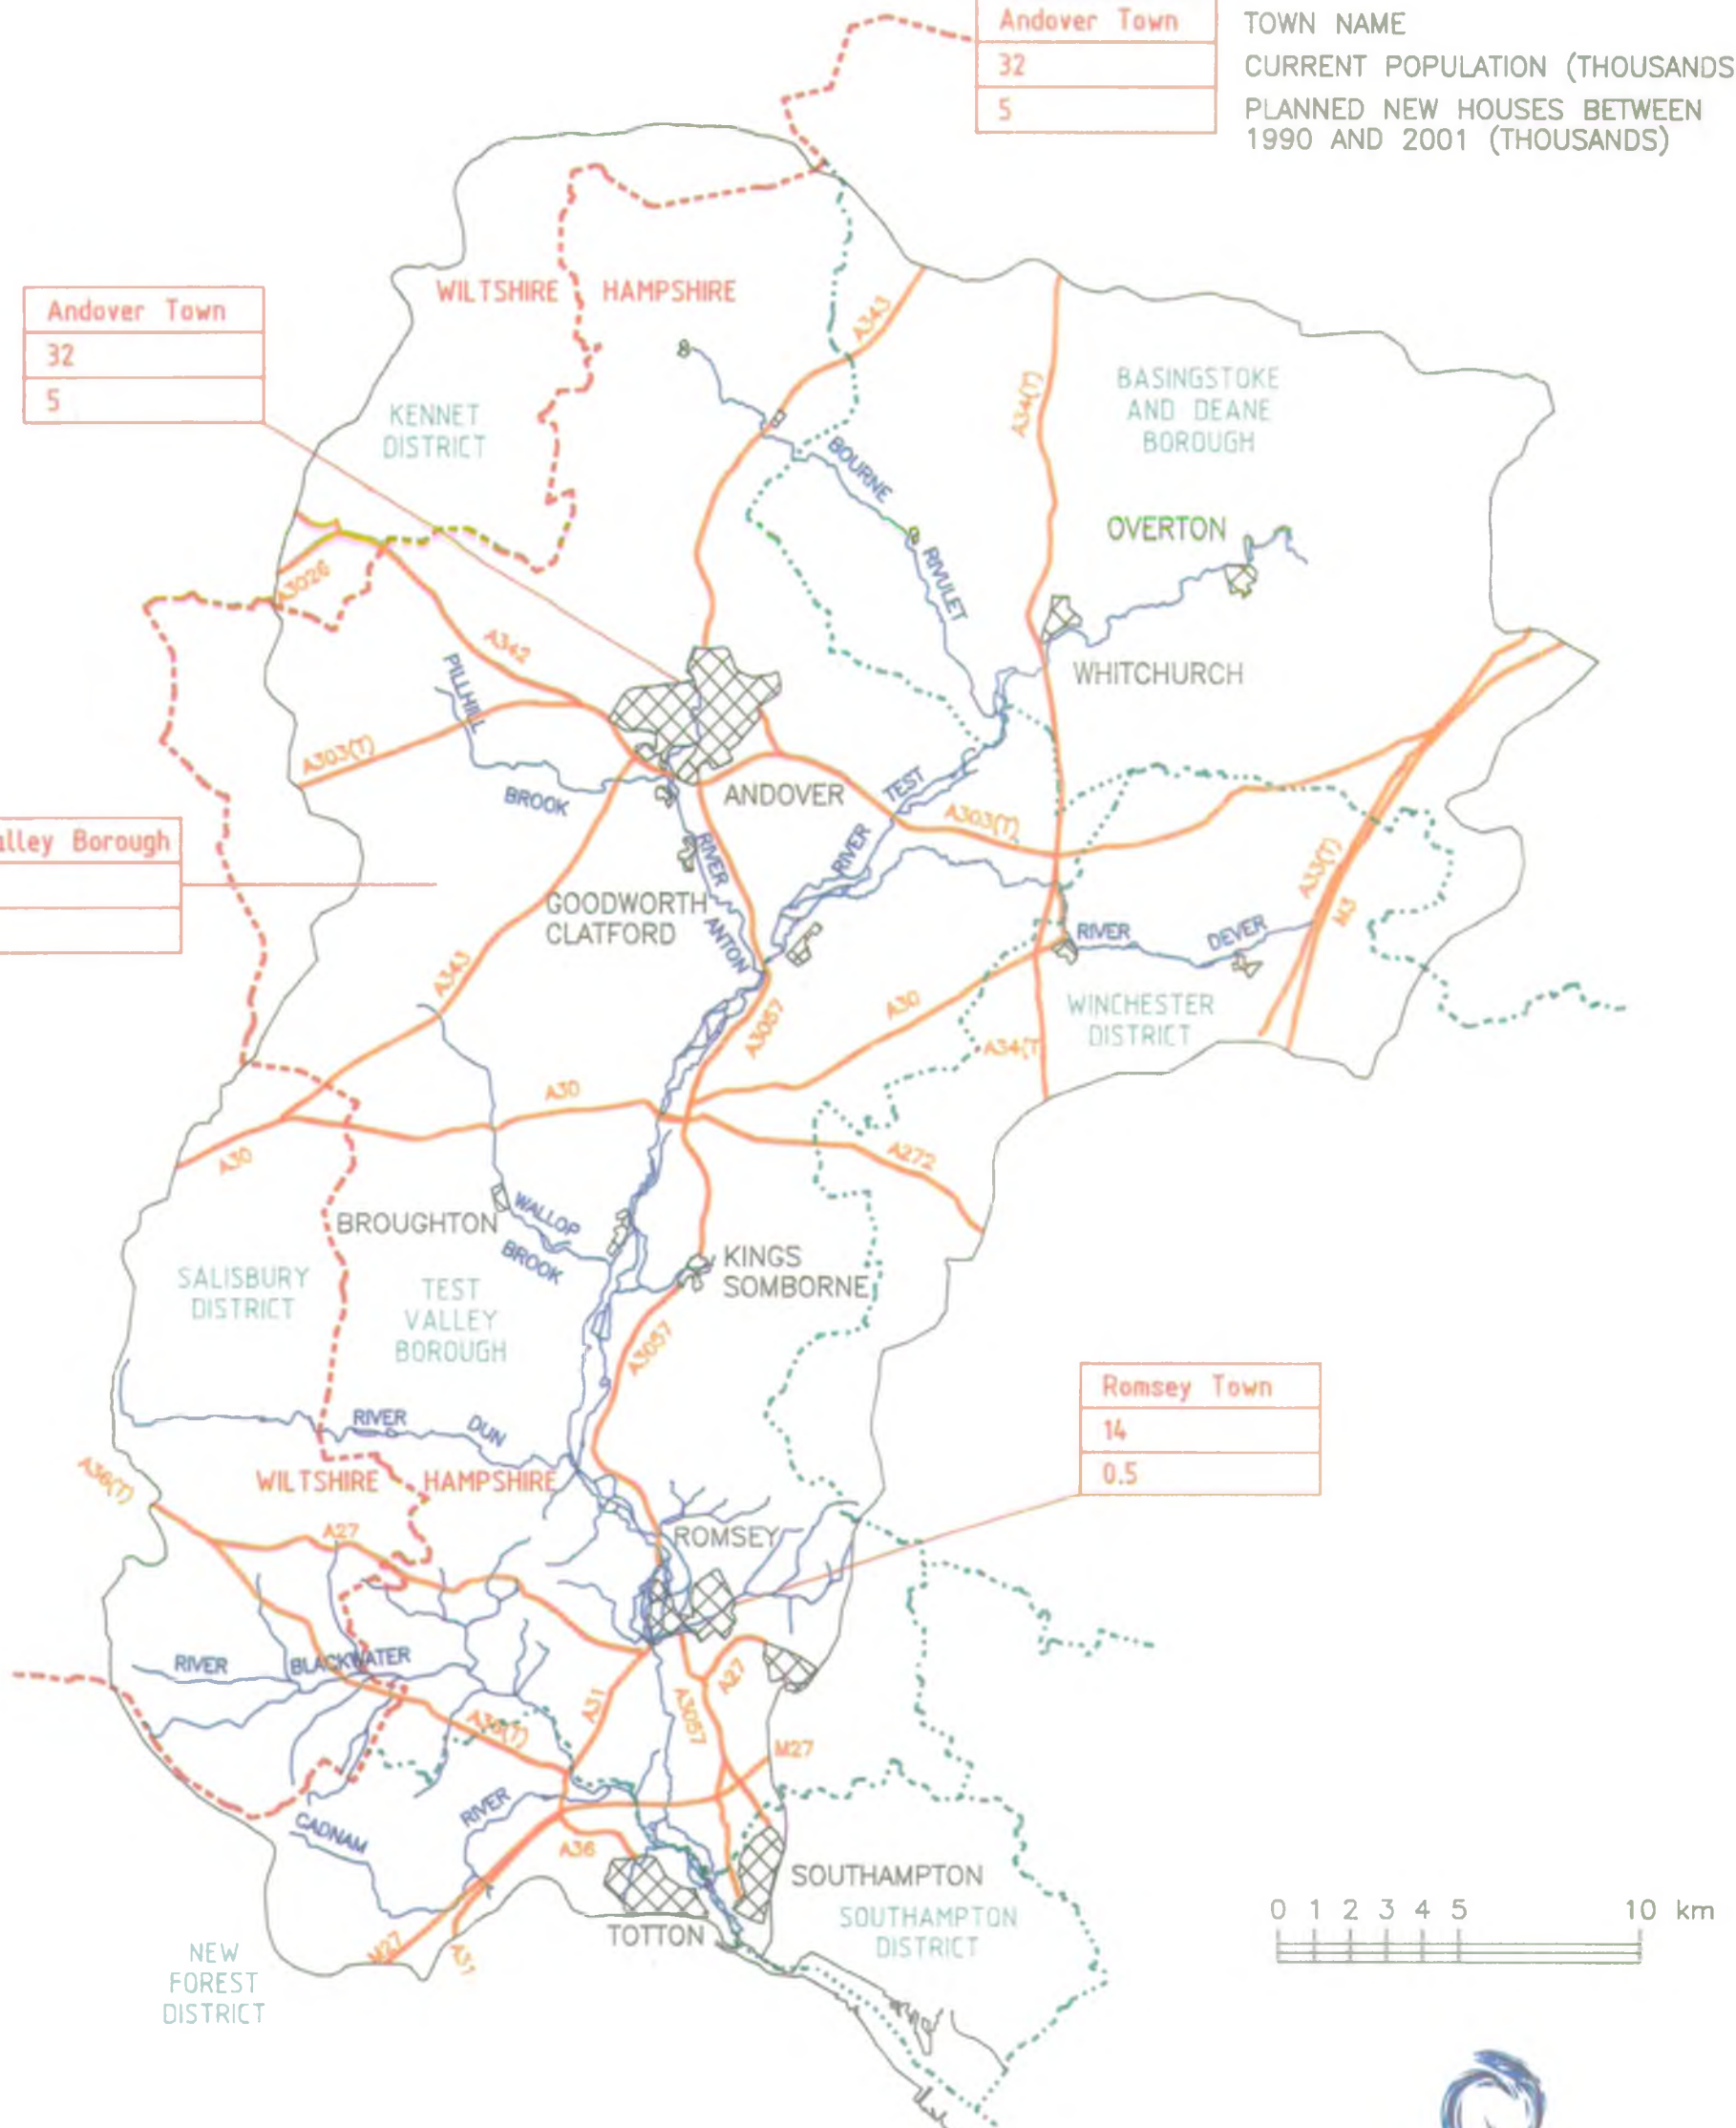 Andover Town
32
5
TOWN NAME
CURRENT POPULATION (THOUSANDS
PLANNED NEW HOUSES BETWEEN
1990 AND 2001 (THOUSANDS)
WILTSHIRE
HAMPSHIRE
Andover Town
32
5
KENNET
DISTRICT
A343
A34(T)
BASINGSTOKE
AND DEANE
BOROUGH
BOURNE
RIVULET
OVERTON
A3026
A342
PILLHILL
BROOK
WHITCHURCH
A303(T)
ANDOVER
RIVER
TEST
A303(T)
alley Borough
GOODWORTH
CLATFORD
RIVER
ANTON
A33(T)
M3
RIVER
DEVER
A343
A3057
A30
WINCHESTER
DISTRICT
A34(T
A30
A30
A272
BROUGHTON
WALLOP
BROOK
KINGS
SOMBORNE
SALISBURY
DISTRICT
TEST
VALLEY
BOROUGH
A3057
Romsey Town
14
0.5
RIVER
DUN
A36(T)
WILTSHIRE
HAMPSHIRE
A27
ROMSEY
RIVER
BLACKWATER
A27
A31
A3057
A36(T)
M27
CADNAM
RIVER
A36
SOUTHAMPTON
SOUTHAMPTON
DISTRICT
TOTTON
M27
A31
NEW
FOREST
DISTRICT
0 1 2 3 4 5 10 km